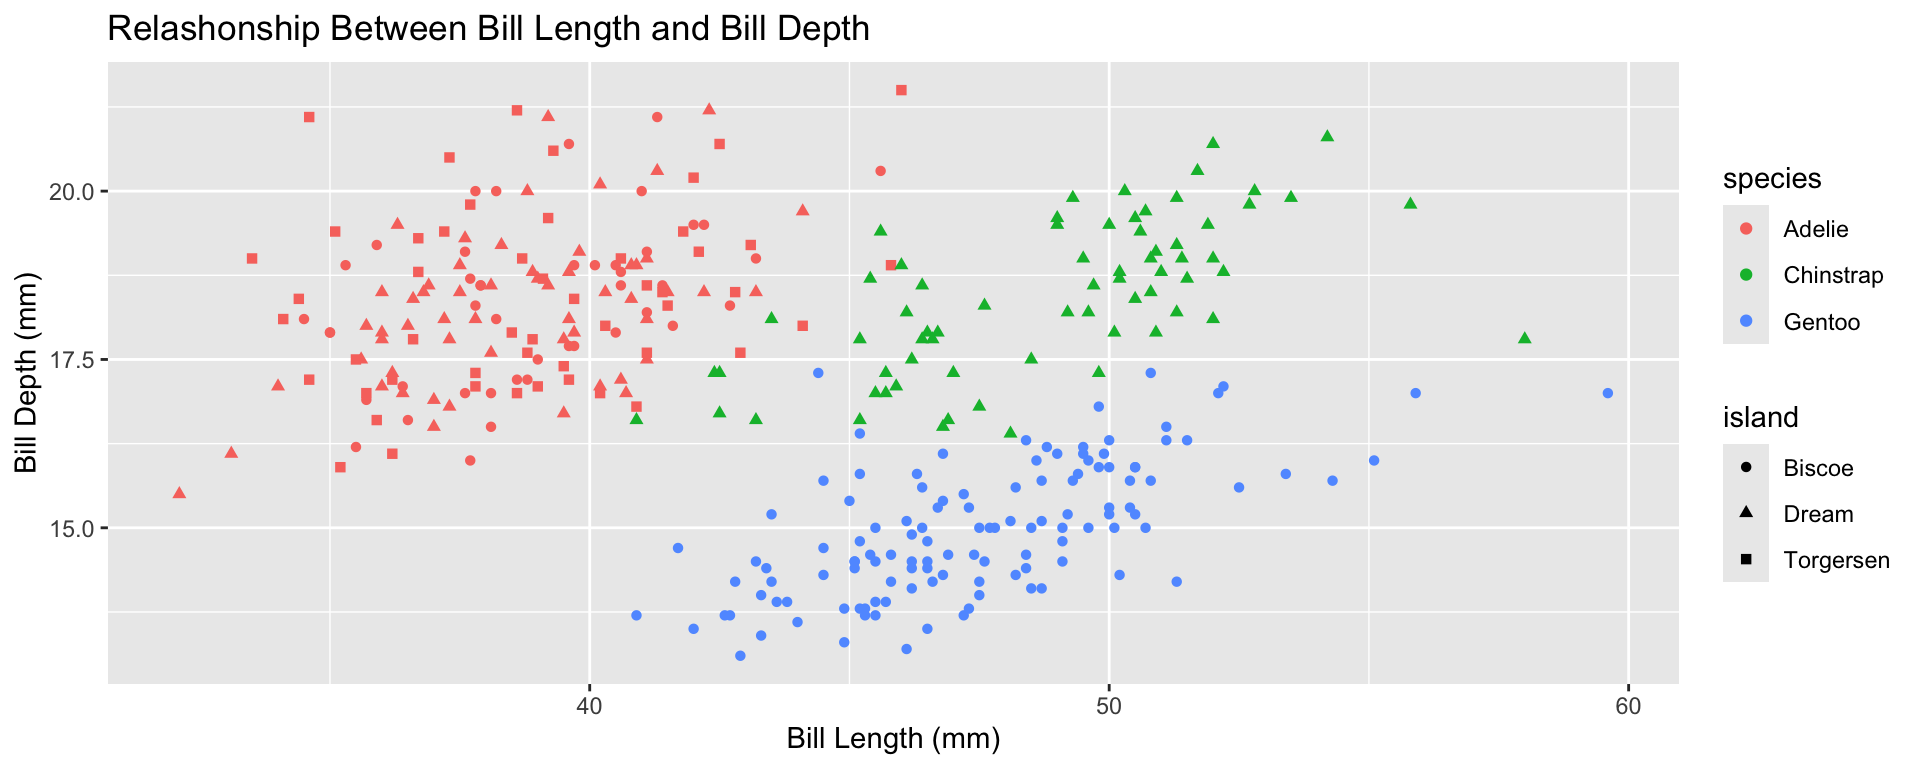 Relashonship Between Bill Length and Bill Depth
Bill Depth (mm)
20.0
17.5
15.0
40
50
60
Bill Length (mm)
species
Adelie
Chinstrap
Gentoo
island
Biscoe
Dream
Torgersen